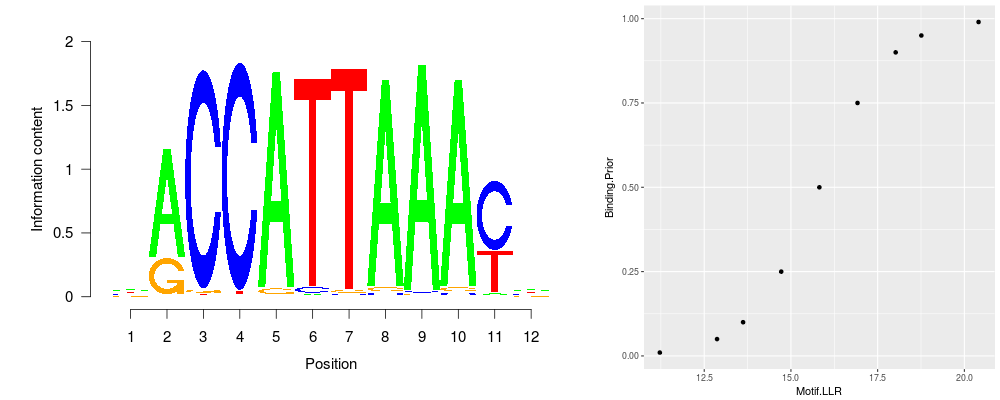 2
1.5
1
0.5
0
Information content
A
G
C
C
A
T
T
A
A
A
C
T
1 2 3 4 5 6 7 8 9 10 11 12
Position
1.00
0.75
0.50
0.25
0.00
Binding.Prior
12.5 15.0 17.5 20.0
Motif.LLR